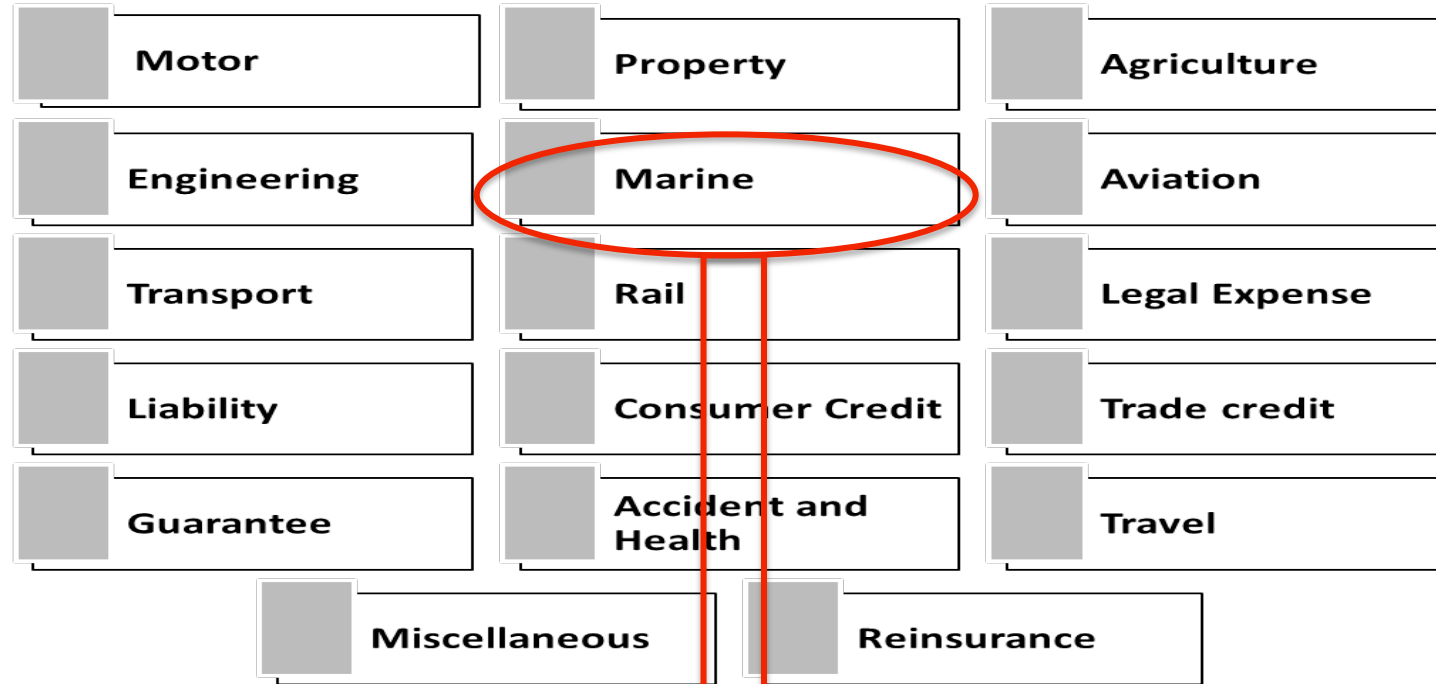 Motor
Property
Agriculture
Engineering
Marine
Aviation
Transport
Rail
Legal Expense
Liability
Consumer Credit
Trade credit
Guarantee
Accident and
Health
Travel
Miscellaneous
Reinsurance